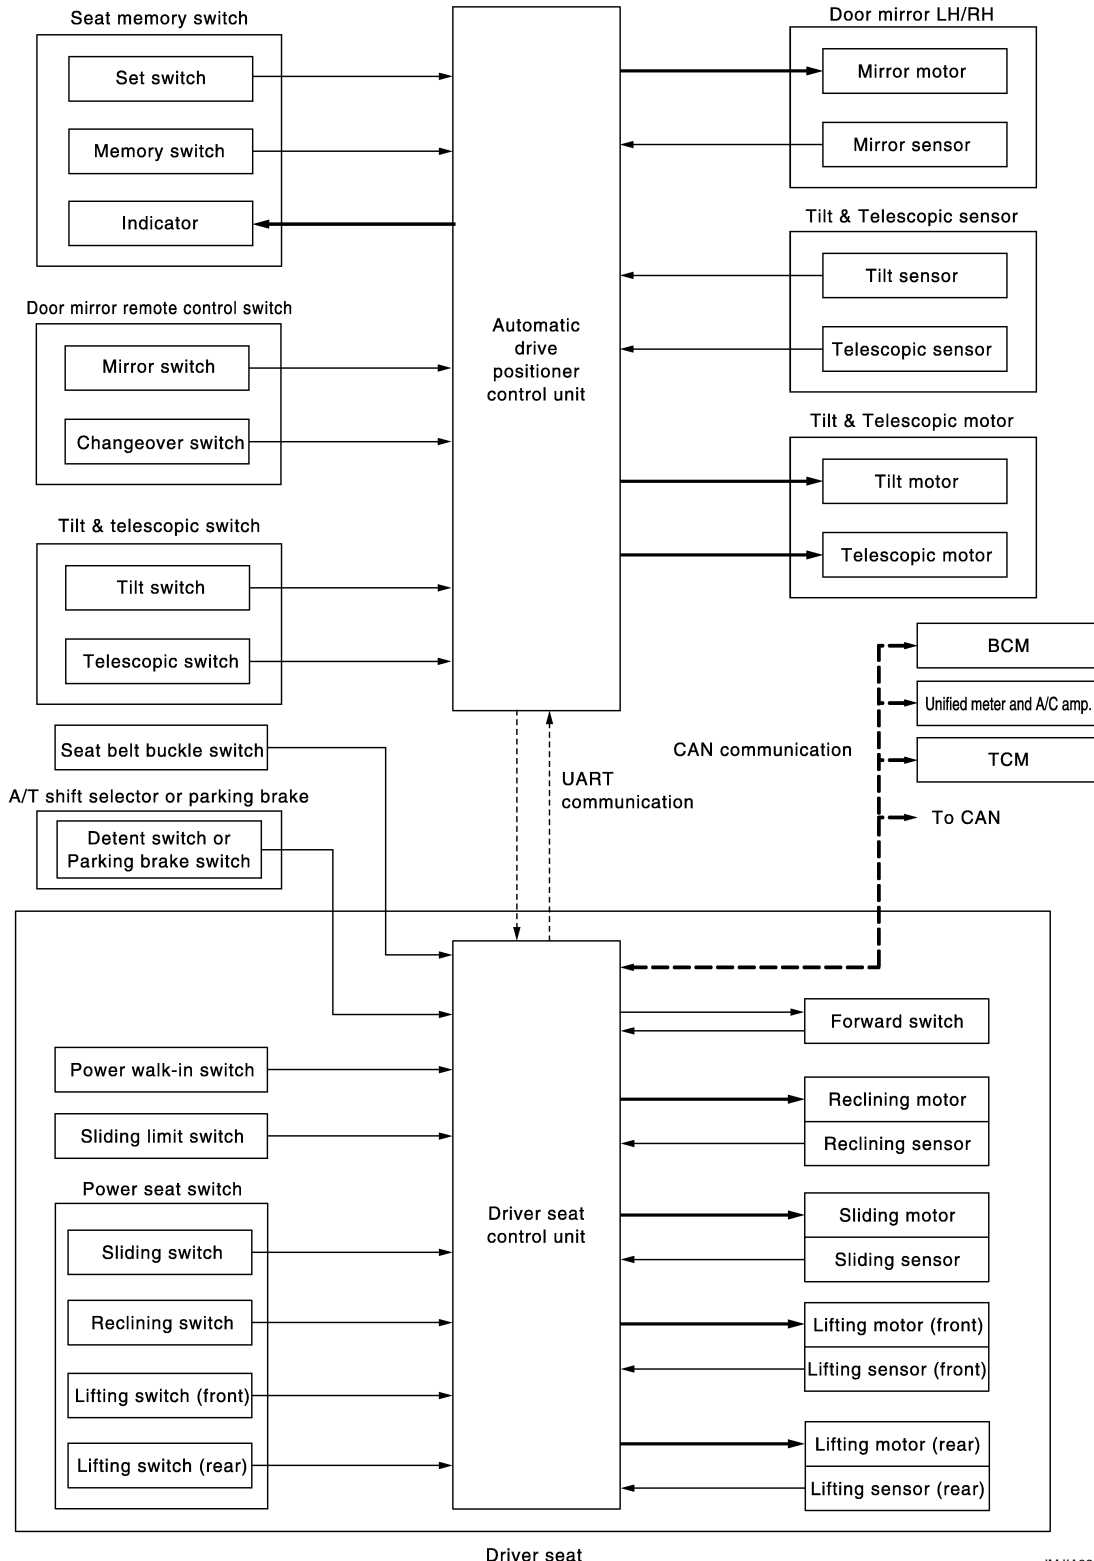 Seat memory switch
Set switch
Memory switch
Indicator
Door mirror remote control switch
Mirror switch
Changeover switch
Tilt & telescopic switch
Tilt switch
Telescopic switch
Seat belt buckle switch
A/T shift selector or parking brake
Detent switch or
Parking brake switch
Automatic
drive
positioner
control unit
Door mirror LH/RH
Mirror motor
Mirror sensor
Tilt & Telescopic sensor
Tilt sensor
Telescopic sensor
Tilt & Telescopic motor
Tilt motor
Telescopic motor
UART
communication
CAN communication
BCM
Unified meter and A/C amp.
TCM
To CAN
Power walk-in switch
Sliding limit switch
Power seat switch
Sliding switch
Reclining switch
Lifting switch (front)
Lifting switch (rear)
Driver seat
control unit
Forward switch
Reclining motor
Reclining sensor
Sliding motor
Sliding sensor
Lifting motor (front)
Lifting sensor (front)
Lifting motor (rear)
Lifting sensor (rear)
Driver seat